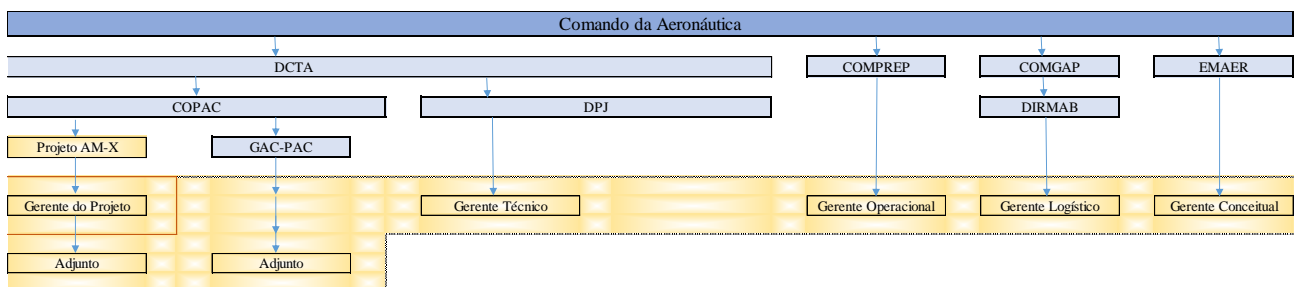 Comando da Aeronáutica
DCTA
COMPREP
COMGAP
EMAER
COPAC
DPJ
DIRMAB
Projeto AM-X
GAC-PAC
Gerente do Projeto
Gerente Técnico
Gerente Operacional
Gerente Logístico
Gerente Conceitual
Adjunto
Adjunto